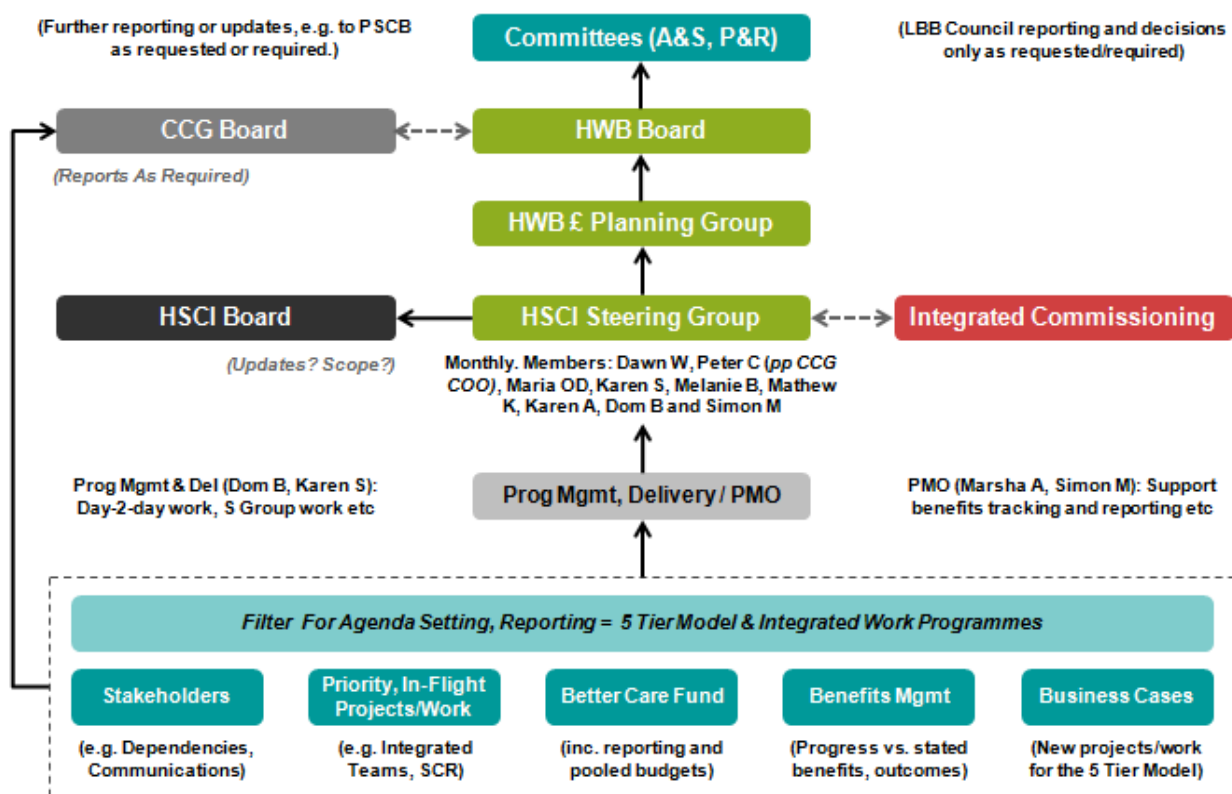 (Further reporting or updates, e.g. to PSCB
as requested or required.)
Committees (A&S, P&R)
(LBB Council reporting and decisions
only as requested/required)
CCG Board
HWB Board
(Reports As Required)
HWB £ Planning Group
HSCI Board
HSCI Steering Group
Integrated Commissioning
(Updates? Scope?)
Monthly. Members: Dawn W, Peter C (pp CCG
COO), Maria OD, Karen S, Melanie B, Mathew
K, Karen A, Dom B and Simon M
Prog Mgmt & Del (Dom B, Karen S):
Day-2-day work, S Group work etc
Prog Mgmt, Delivery / PMO
PMO (Marsha A, Simon M): Support
benefits tracking and reporting etc
Filter For Agenda Setting, Reporting = 5 Tier Model & Integrated Work Programmes
Stakeholders
(e.g. Dependencies,
Communications)
Priority, In-Flight
Projects/Work
(e.g. Integrated
Teams, SCR)
Better Care Fund
(inc. reporting and
pooled budgets)
Benefits Mgmt
(Progress vs. stated
benefits, outcomes)
Business Cases
(New projects/work
for the 5 Tier Model)